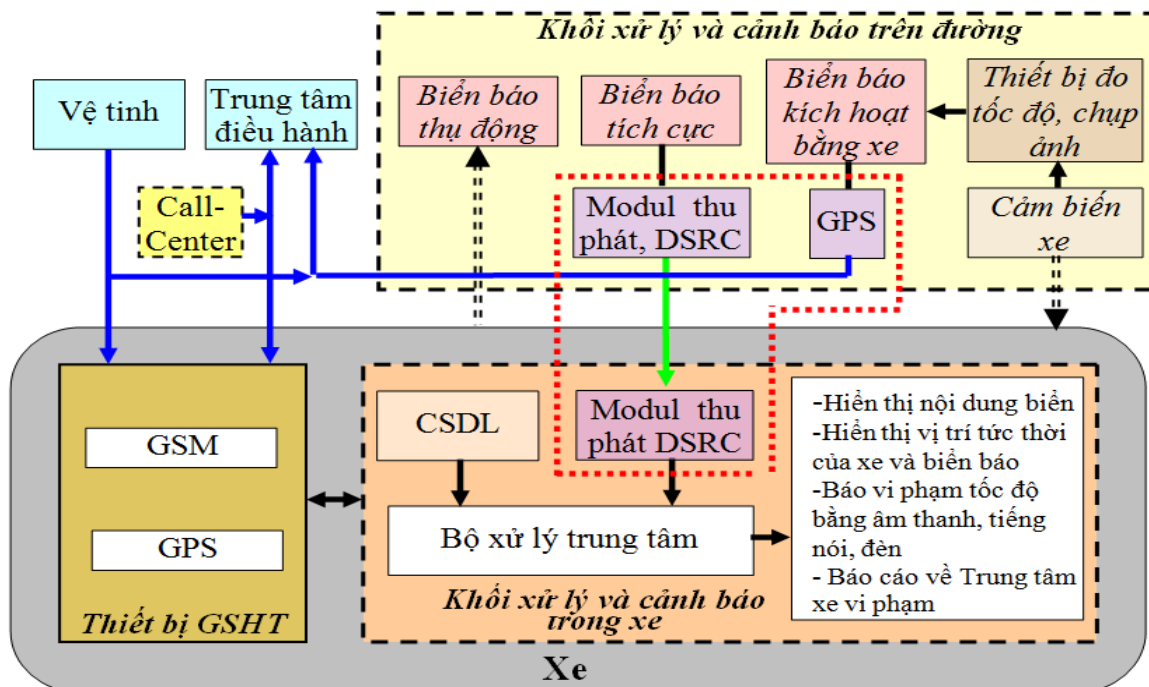 Khối xử lý và cảnh báo trên đường
Vệ tinh
Trung tâm
điều hành
Biển báo
thụ động
Biển báo
tích cực
Biển báo
kích hoạt
bằng xe
Thiết bị đo
tốc độ, chụp
ảnh
Call-
Center
Modul thu
phát, DSRC
GPS
Cảm biến
xe
GSM
GPS
Thiết bị GSHT
CSDL
Modul thu
phát DSRC
Bộ xử lý trung tâm
Khối xử lý và cảnh báo
trong xe
-Hiển thị nội dung biển
-Hiển thị vị trí tức thời
của xe và biển báo
-Báo vi phạm tốc độ
bằng âm thanh, tiếng
nói, đèn
- Báo cáo về Trung tâm
xe vi phạm
Xe